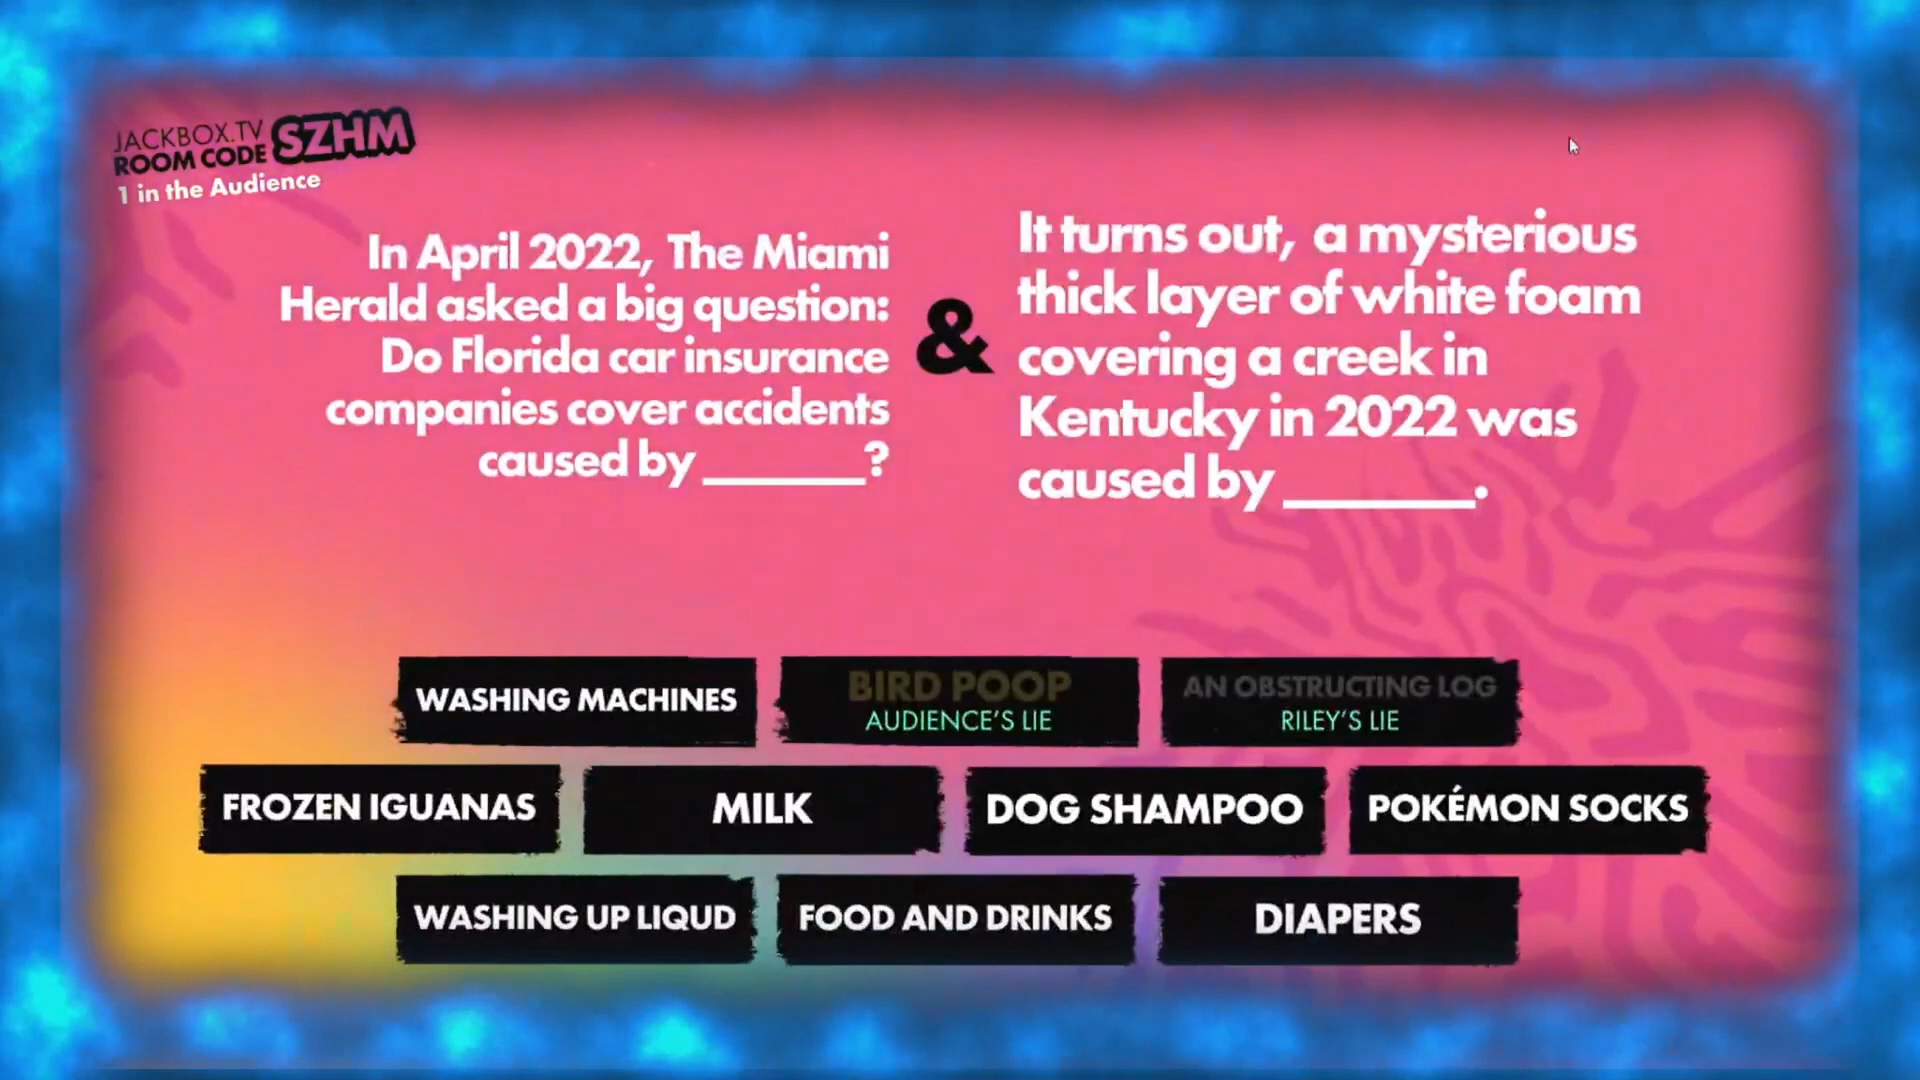 JACKBOX.TV
ROOM CODE SZHM
1 in the Audience
In April 2022, The Miami
Herald asked a big question:
Do Florida car insurance
companies cover accidents
caused by ______?
&
It turns out, a mysterious
thick layer of white foam
covering a creek in
Kentucky in 2022 was
caused by ______.
WASHING MACHINES
BIRD POOP
AUDIENCE'S LIE
AN OBSTRUCTING LOG
RILEY'S LIE
FROZEN IGUANAS
MILK
DOG SHAMPOO
POKÉMON SOCKS
WASHING UP LIQUD
FOOD AND DRINKS
DIAPERS